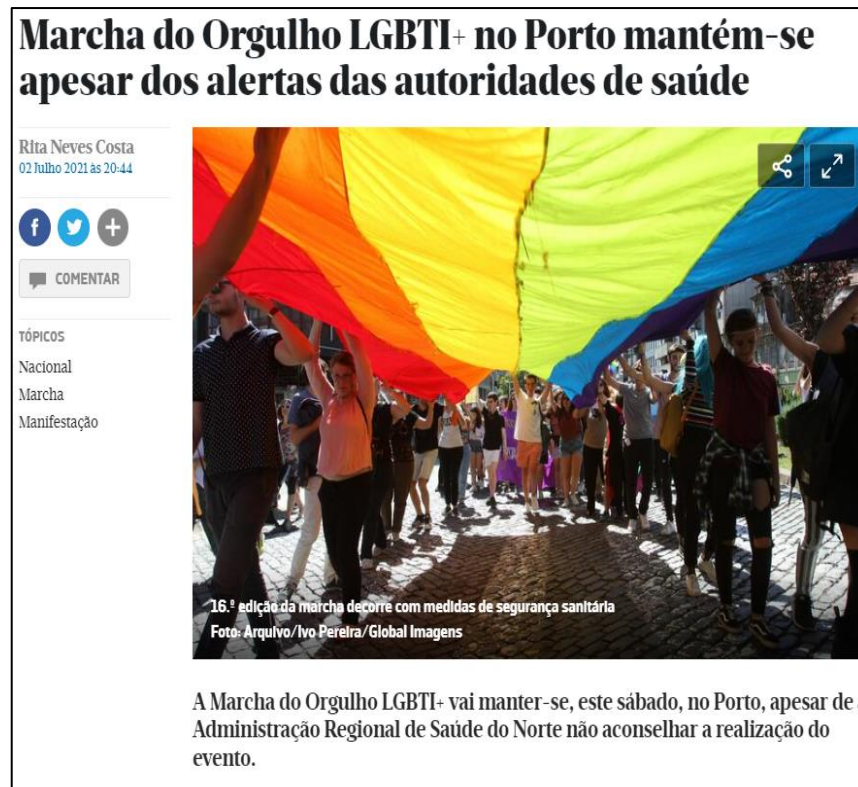 Marcha do Orgulho LGBTI+ no Porto mantém-se
apesar dos alertas das autoridades de saúde
Rita Neves Costa
02 Julho 2021 às 20:44
COMENTAR
TÓPICOS
Nacional
Marcha
Manifestação
16.ª edição da marcha decorre com medidas de segurança sanitária
Foto: Arquivo/Ivo Pereira/Global Imagens
A Marcha do Orgulho LGBTI+ vai manter-se, este sábado, no Porto, apesar de
Administração Regional de Saúde do Norte não aconselhar a realização do
evento.